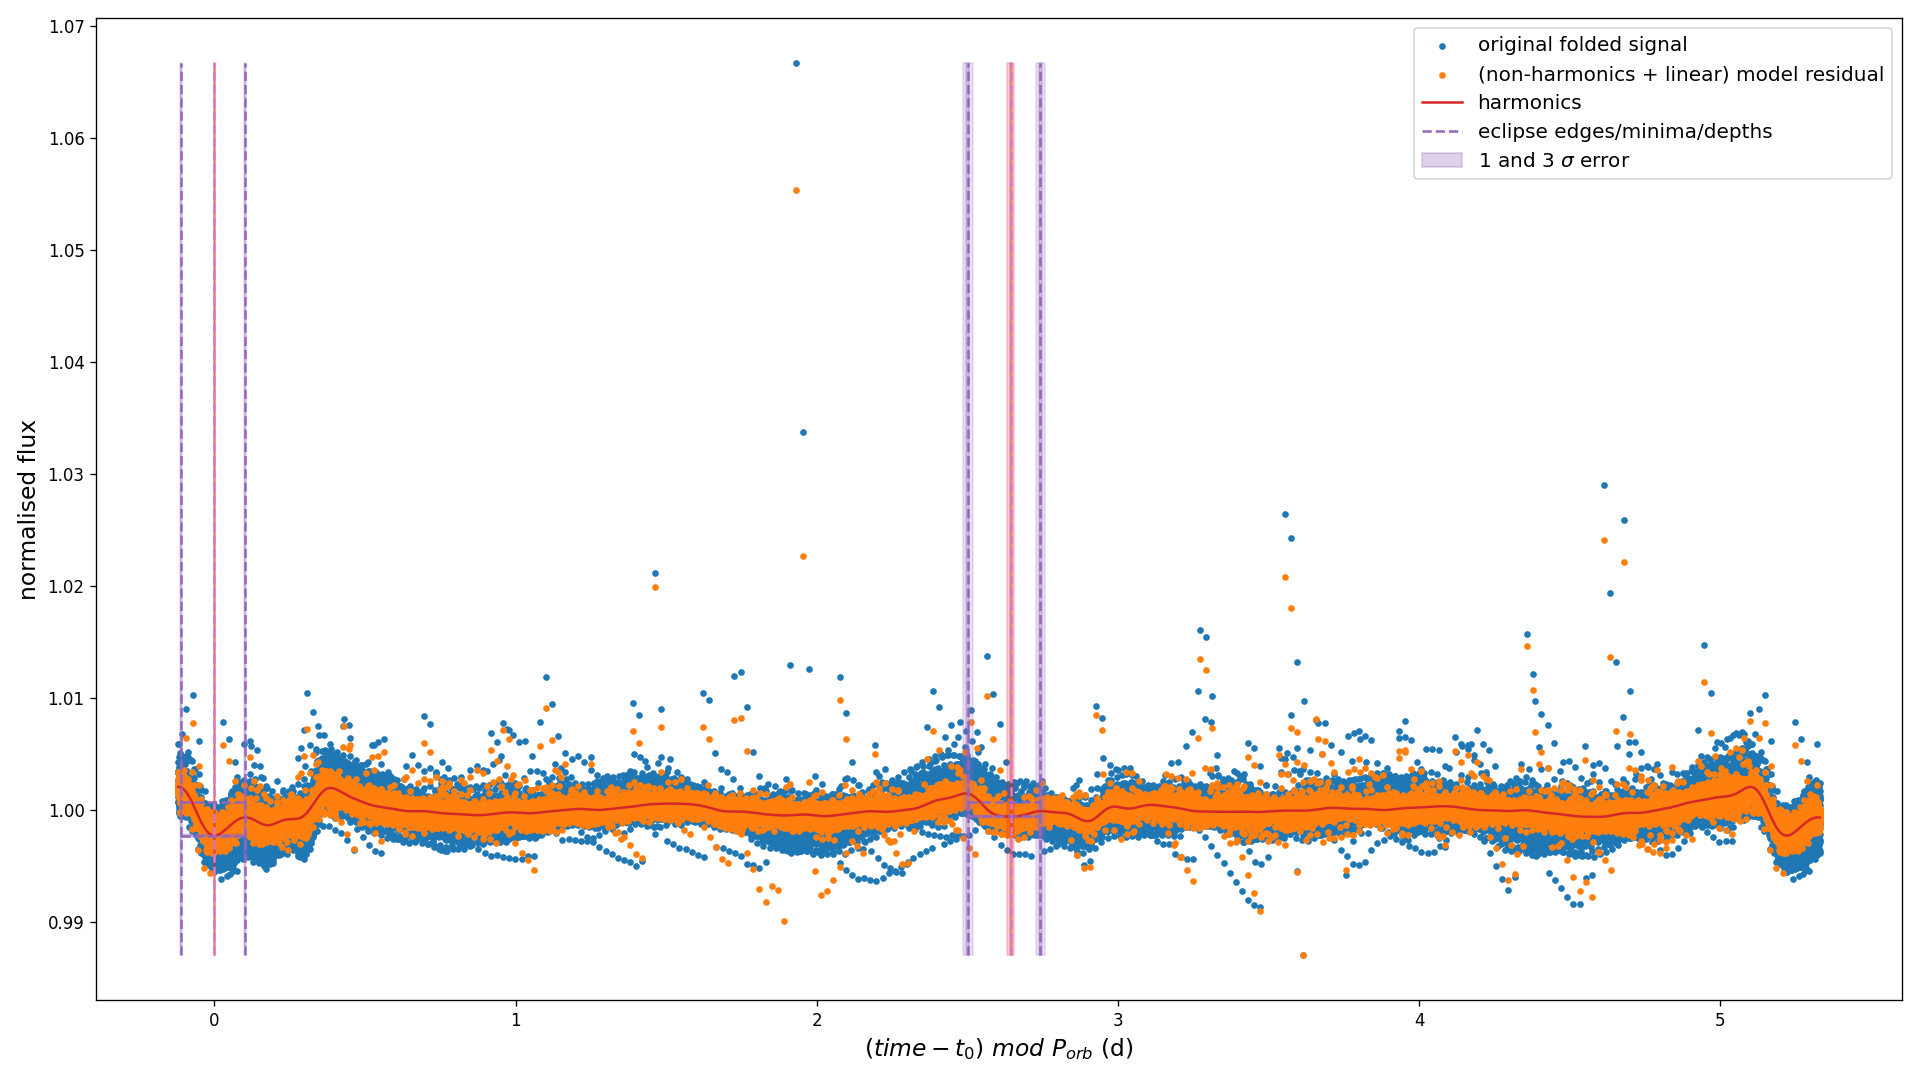 1.07
1.06
1.05
1.04
1.03
1.02
1.01
1.00
0.99
normalised flux
original folded signal
(non-harmonics + linear) model residual
harmonics
eclipse edges/minima/depths
1 and 3 σ error
0 1 2 3 4 5
(time − t₀) mod Pₒᵣb (d)